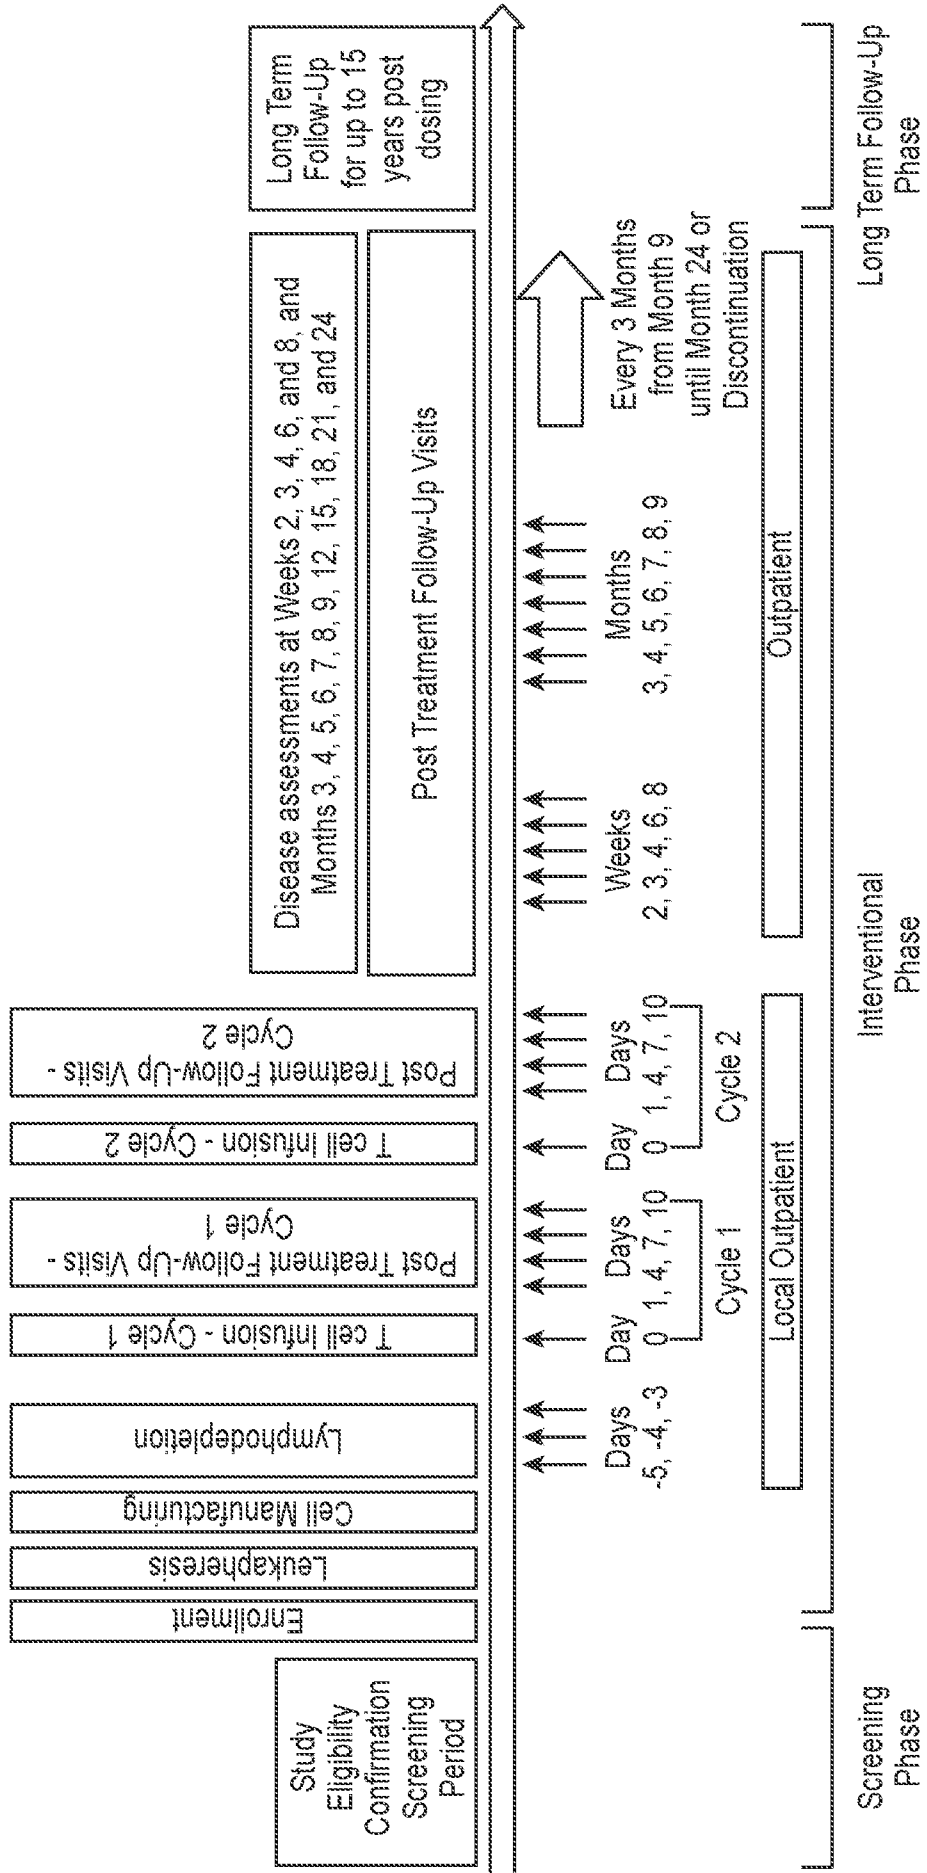 Study
Eligibility
Confirmation
Screening
Period
Enrollment
Leukapheresis
Cell Manufacturing
Lymphodepletion
T cell Infusion - Cycle 1
Post Treatment Follow-Up Visits -
Cycle 1
T cell Infusion - Cycle 2
Post Treatment Follow-Up Visits -
Cycle 2
Disease assessments at Weeks 2, 3, 4, 6, and 8, and
Months 3, 4, 5, 6, 7, 8, 9, 12, 15, 18, 21, and 24
Post Treatment Follow-Up Visits
Long Term
Follow-Up
for up to 15
years post
dosing
Days
-5, -4, -3
Day
0
Days
1, 4, 7, 10
Cycle 1
Day
0
Days
1, 4, 7, 10
Cycle 2
Weeks
2, 3, 4, 6, 8
Months
3, 4, 5, 6, 7, 8, 9
Every 3 Months
from Month 9
until Month 24 or
Discontinuation
Local Outpatient
Outpatient
Screening
Phase
Interventional
Phase
Long Term Follow-Up
Phase